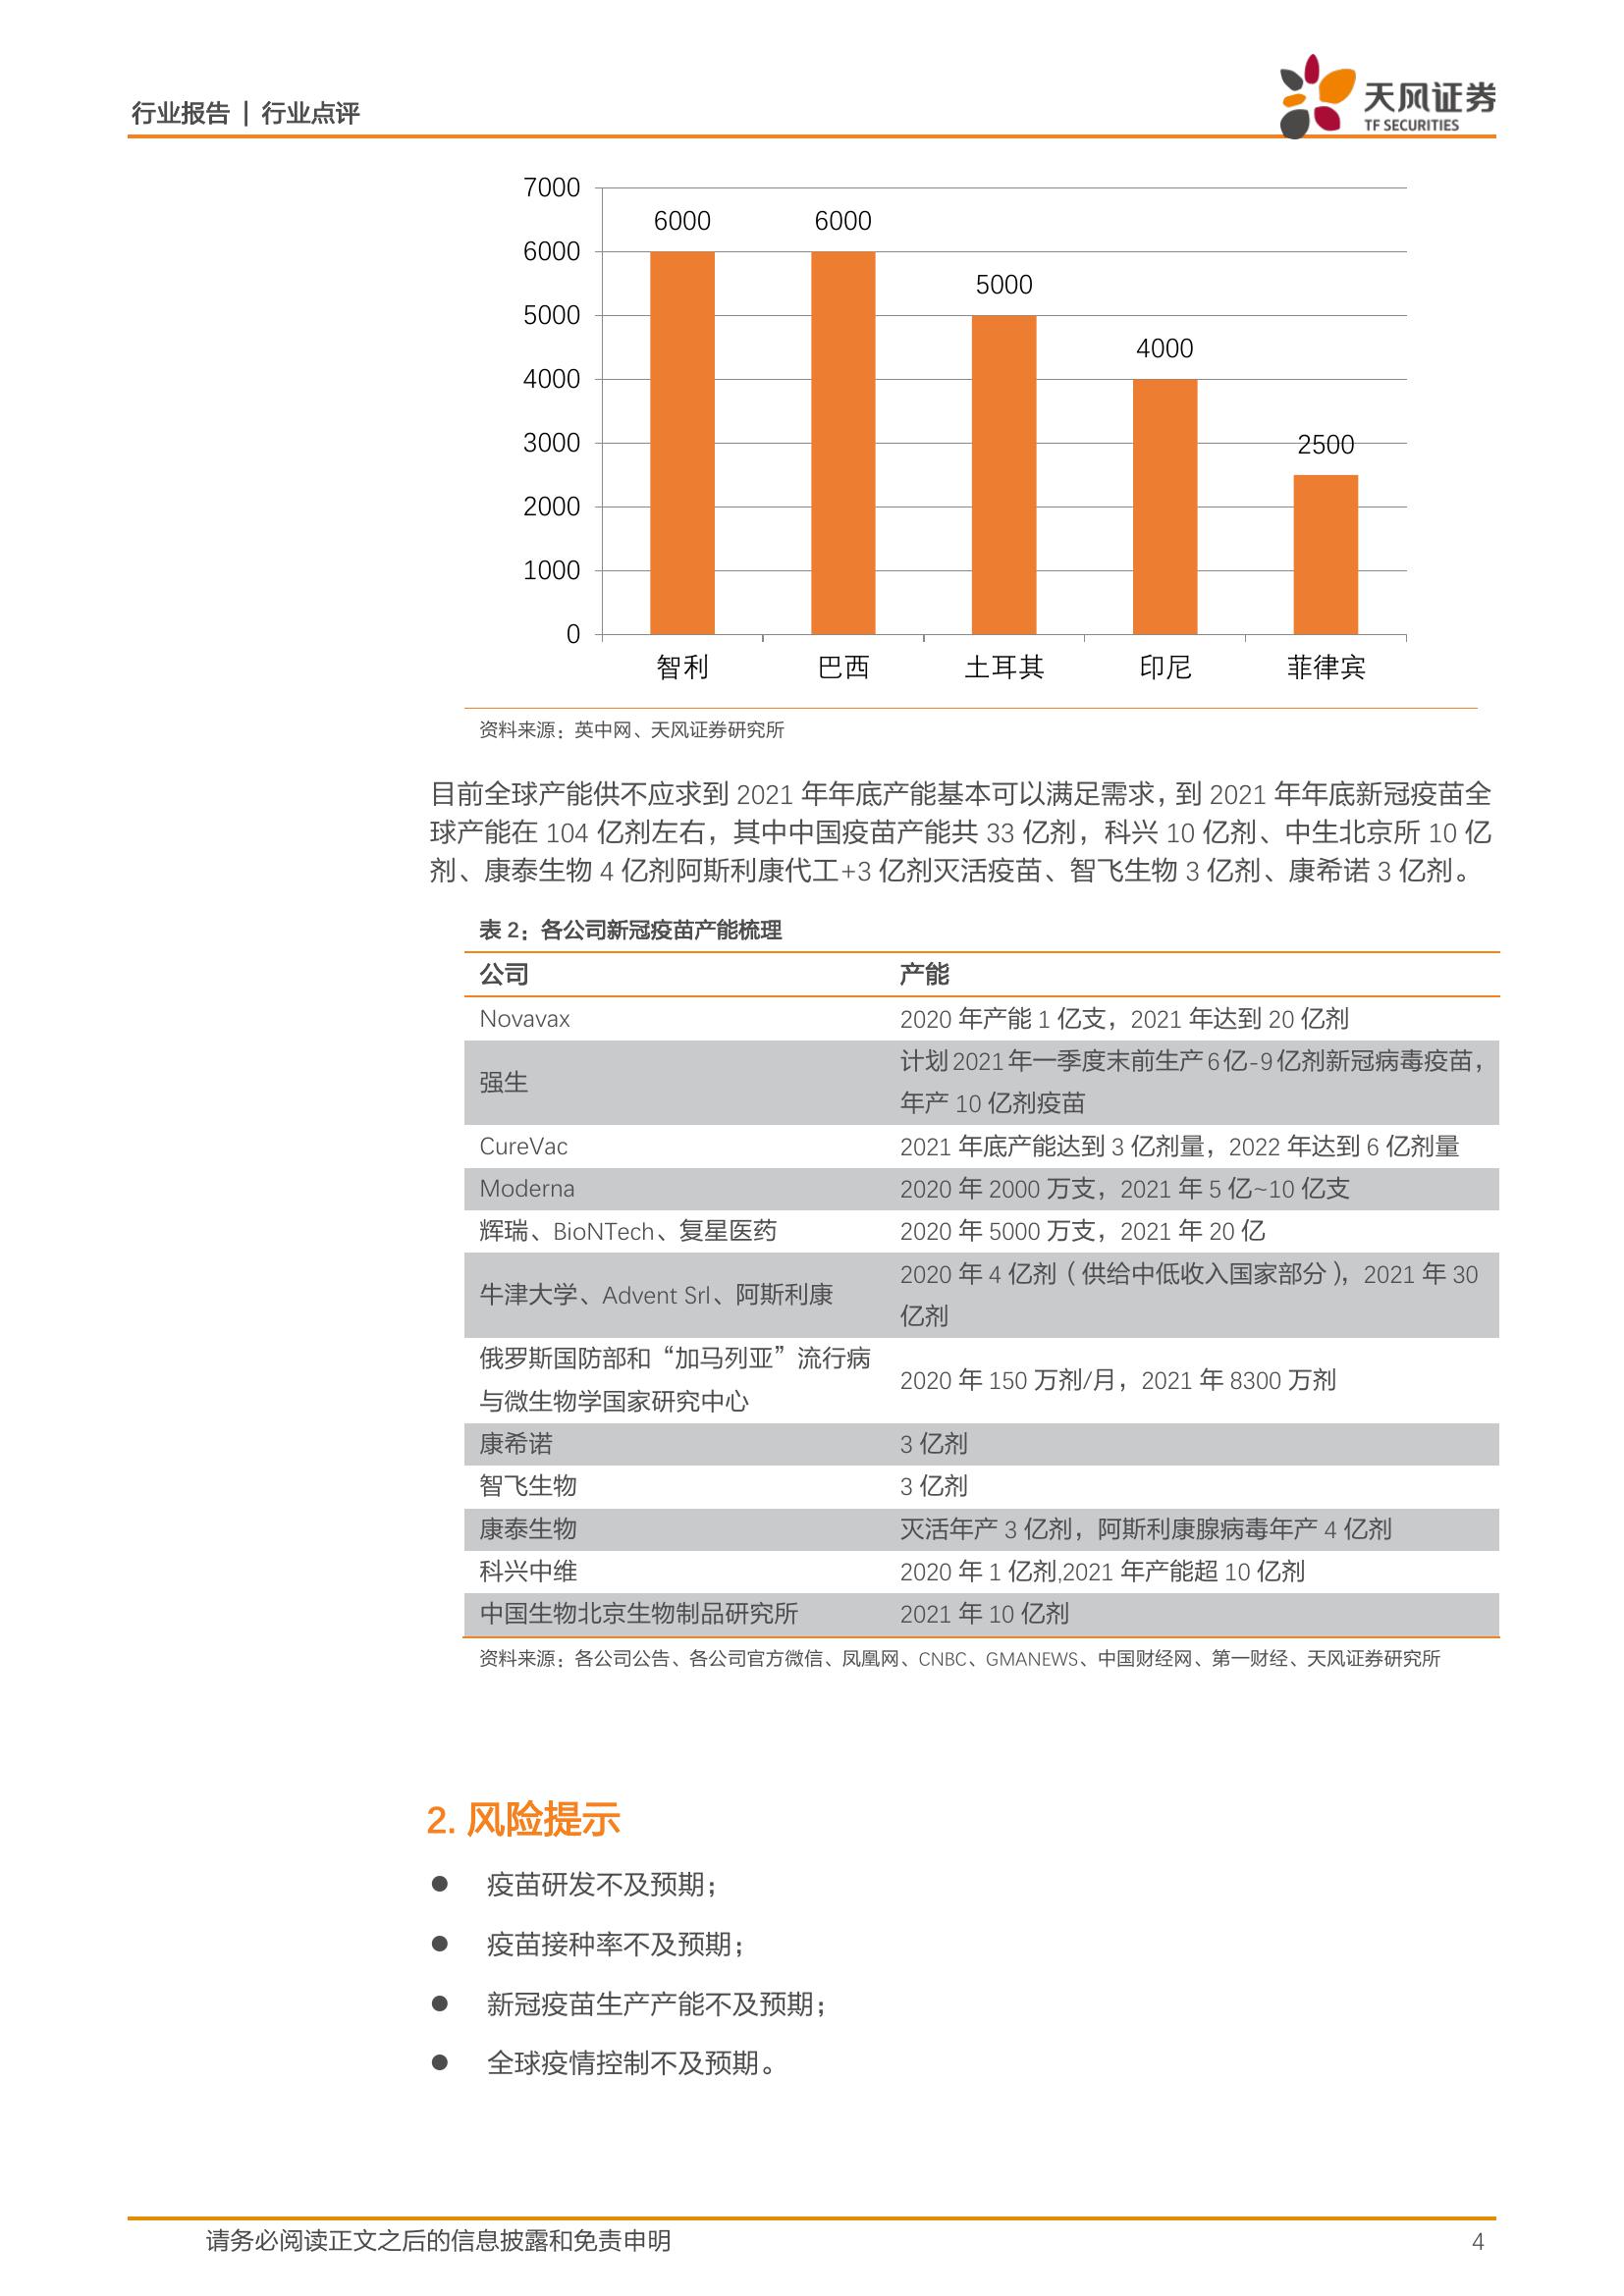 行业报告 | 行业点评
天风证券
TF SECURITIES
7000
6000
5000
4000
3000
2000
1000
0
6000
6000
5000
4000
2500
智利
巴西
土耳其
印尼
菲律宾
资料来源：英中网、天风证券研究所
目前全球产能供不应求到 2021 年年底产能基本可以满足需求，到 2021 年年底新冠疫苗全
球产能在 104 亿剂左右，其中中国疫苗产能共 33 亿剂，科兴 10 亿剂、中生北京所 10 亿
剂、康泰生物 4 亿剂阿斯利康代工+3 亿剂灭活疫苗、智飞生物 3 亿剂、康希诺 3 亿剂。
表 2：各公司新冠疫苗产能梳理
公司 产能
Novavax 2020 年产能 1 亿支，2021 年达到 20 亿剂
强生 计划 2021 年一季度末前生产 6 亿-9 亿剂新冠病毒疫苗，
年产 10 亿剂疫苗
CureVac 2021 年底产能达到 3 亿剂量，2022 年达到 6 亿剂量
Moderna 2020 年 2000 万支，2021 年 5 亿~10 亿支
辉瑞、BioNTech、复星医药 2020 年 5000 万支，2021 年 20 亿
牛津大学、Advent Srl、阿斯利康 2020 年 4 亿剂（供给中低收入国家部分），2021 年 30
亿剂
俄罗斯国防部和“加马列亚”流行病
与微生物学国家研究中心 2020 年 150 万剂/月，2021 年 8300 万剂
康希诺 3 亿剂
智飞生物 3 亿剂
康泰生物 灭活年产 3 亿剂，阿斯利康腺病毒年产 4 亿剂
科兴中维 2020 年 1 亿剂,2021 年产能超 10 亿剂
中国生物北京生物制品研究所 2021 年 10 亿剂
资料来源：各公司公告、各公司官方微信、凤凰网、CNBC、GMANEWS、中国财经网、第一财经、天风证券研究所
2. 风险提示
● 疫苗研发不及预期；
● 疫苗接种率不及预期；
● 新冠疫苗生产产能不及预期；
● 全球疫情控制不及预期。
请务必阅读正文之后的信息披露和免责申明 4